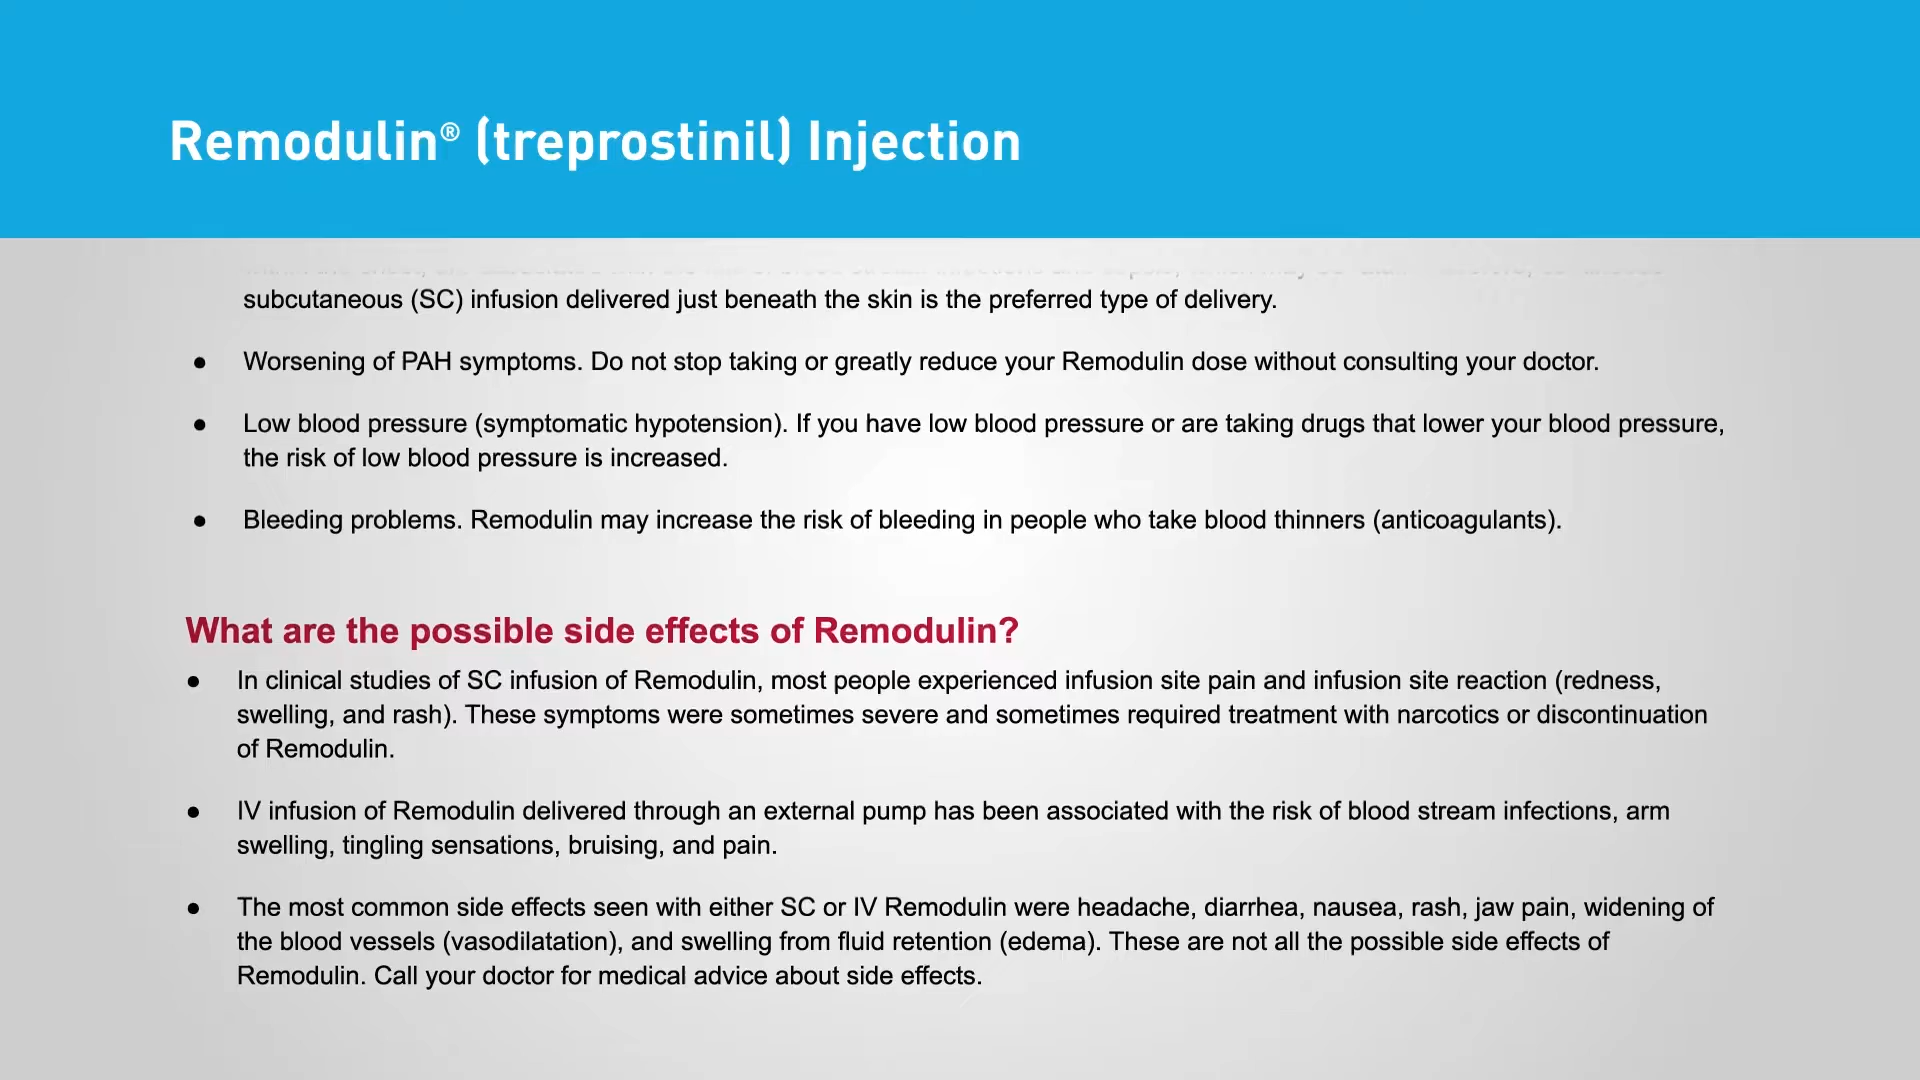 Remodulin® (treprostinil) Injection
subcutaneous (SC) infusion delivered just beneath the skin is the preferred type of delivery.
● Worsening of PAH symptoms. Do not stop taking or greatly reduce your Remodulin dose without consulting your doctor.
● Low blood pressure (symptomatic hypotension). If you have low blood pressure or are taking drugs that lower your blood pressure,
the risk of low blood pressure is increased.
● Bleeding problems. Remodulin may increase the risk of bleeding in people who take blood thinners (anticoagulants).
What are the possible side effects of Remodulin?
● In clinical studies of SC infusion of Remodulin, most people experienced infusion site pain and infusion site reaction (redness,
swelling, and rash). These symptoms were sometimes severe and sometimes required treatment with narcotics or discontinuation
of Remodulin.
● IV infusion of Remodulin delivered through an external pump has been associated with the risk of blood stream infections, arm
swelling, tingling sensations, bruising, and pain.
● The most common side effects seen with either SC or IV Remodulin were headache, diarrhea, nausea, rash, jaw pain, widening of
the blood vessels (vasodilatation), and swelling from fluid retention (edema). These are not all the possible side effects of
Remodulin. Call your doctor for medical advice about side effects.